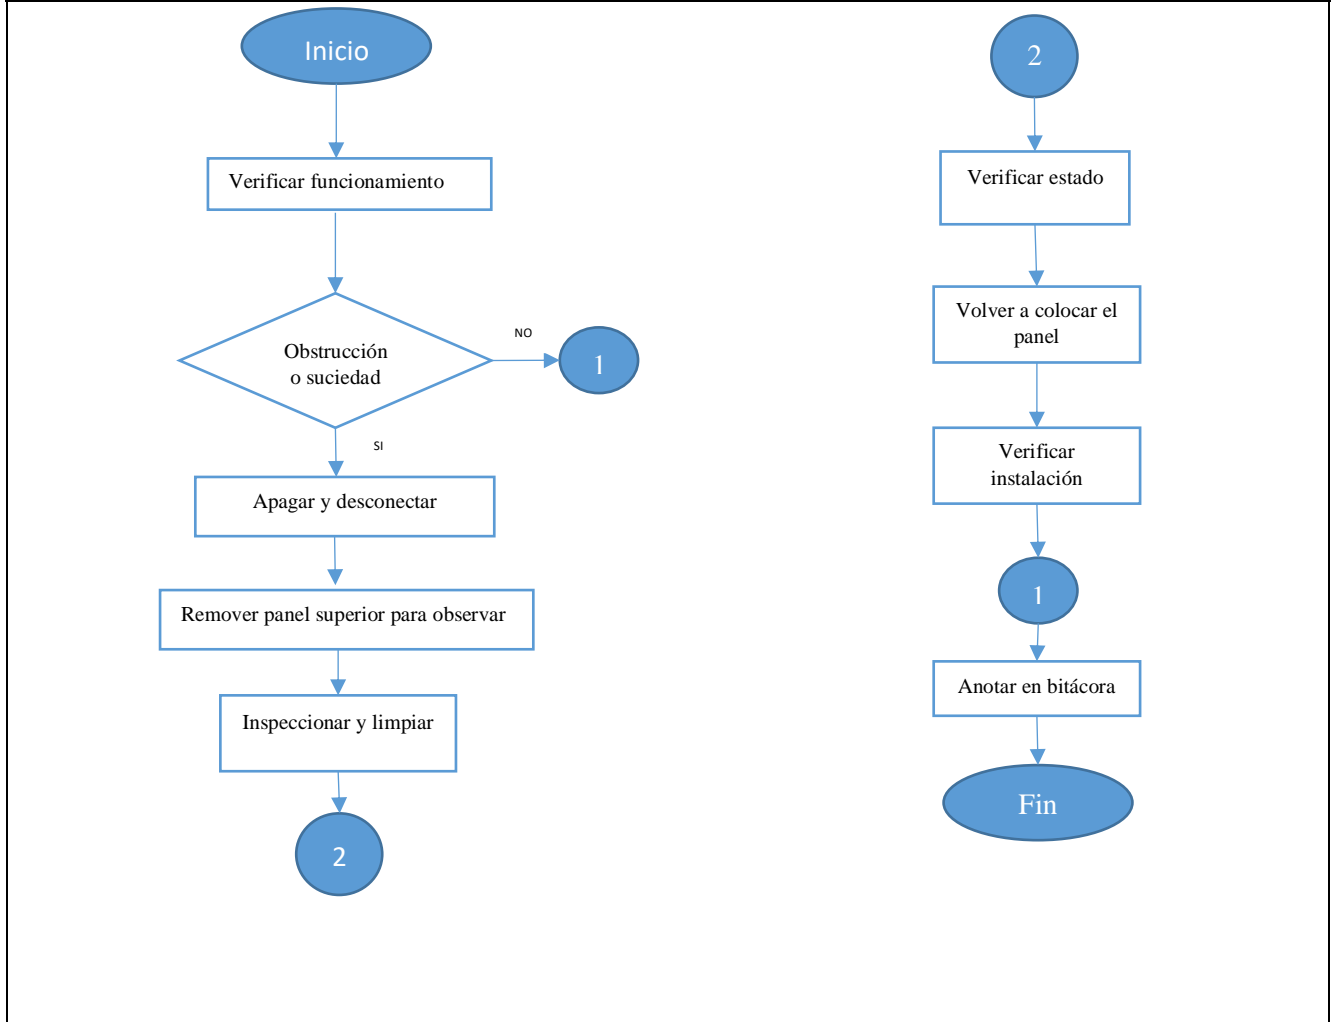 Inicio
Verificar funcionamiento
Obstrucción
o suciedad
NO
1
SI
Apagar y desconectar
Remover panel superior para observar
Inspeccionar y limpiar
2
2
Verificar estado
Volver a colocar el
panel
Verificar
instalación
1
Anotar en bitácora
Fin